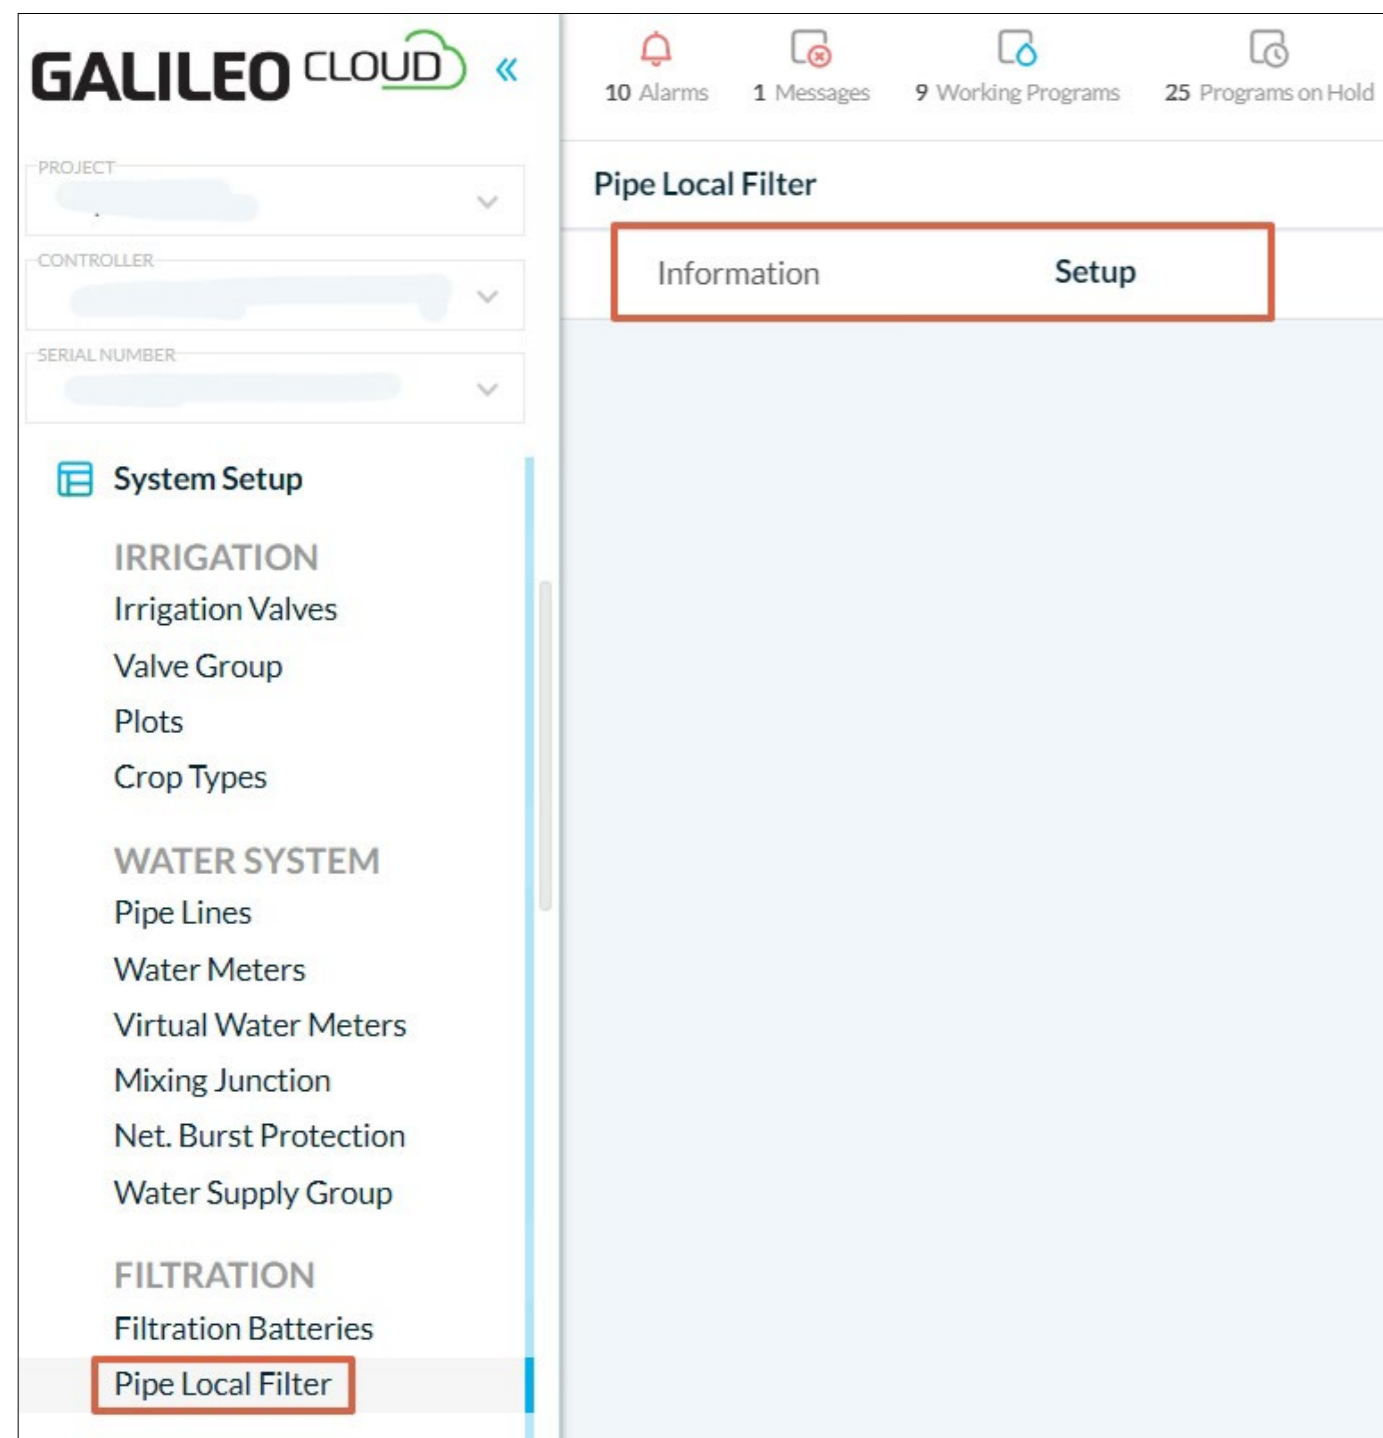 GALILEO CLOUD
10 Alarms
1 Messages
9 Working Programs
25 Programs on Hold
PROJECT
CONTROLLER
SERIAL NUMBER
System Setup
IRRIGATION
Irrigation Valves
Valve Group
Plots
Crop Types
WATER SYSTEM
Pipe Lines
Water Meters
Virtual Water Meters
Mixing Junction
Net. Burst Protection
Water Supply Group
FILTRATION
Filtration Batteries
Pipe Local Filter
Pipe Local Filter
Information Setup